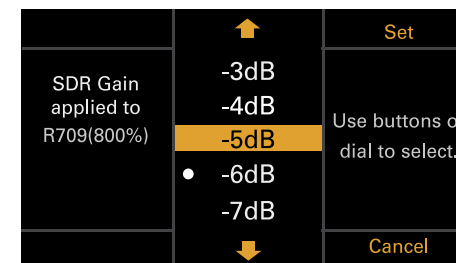 SDR Gain
applied to
R709(800%)
-3dB
-4dB
-5dB
-6dB
-7dB
Set
Use buttons
dial to select.
Cancel